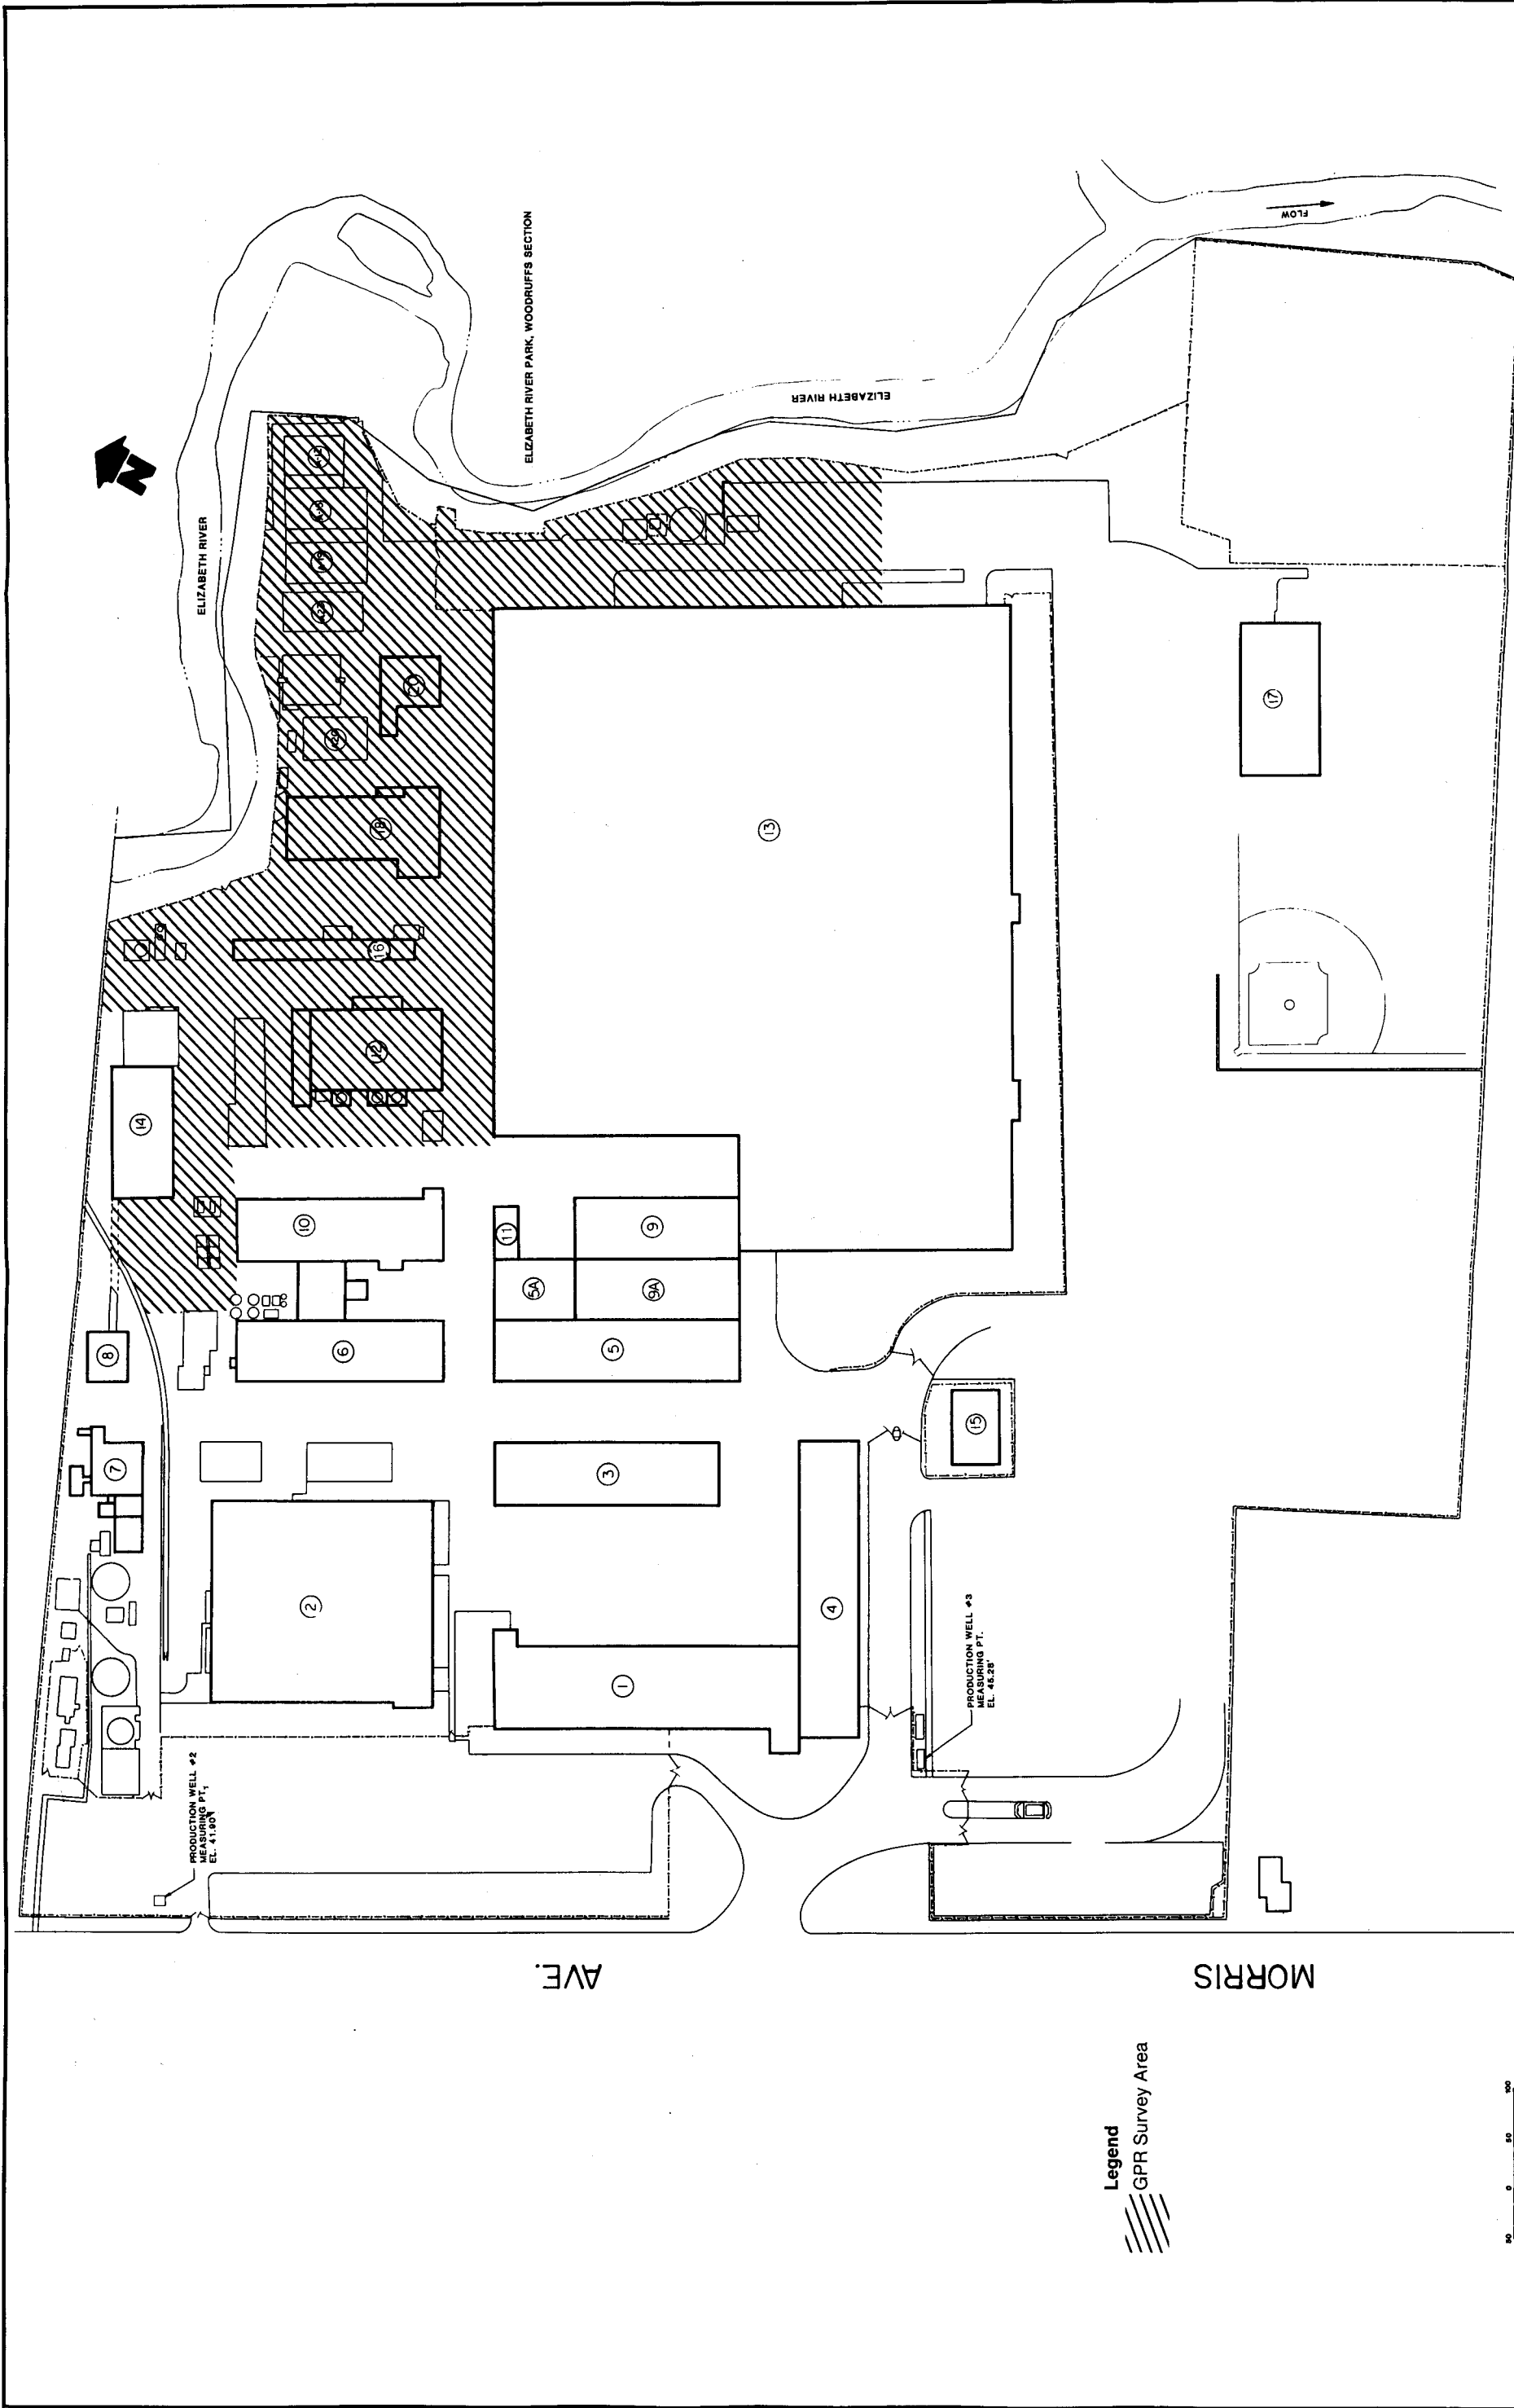 N
ELIZABETH RIVER
ELIZABETH RIVER PARK, WOODRUFFS SECTION
ELIZABETH RIVER
FLOW
20
18
16
12
14
13
17
10
11
9
5A
9A
8
6
5
7
3
15
2
4
1
PRODUCTION WELL #2
MEASURING PT.
EL. 41.90'
PRODUCTION WELL #3
MEASURING PT.
EL. 45.28'
MORRIS
AVE.
Legend
GPR Survey Area
50 0 50 100